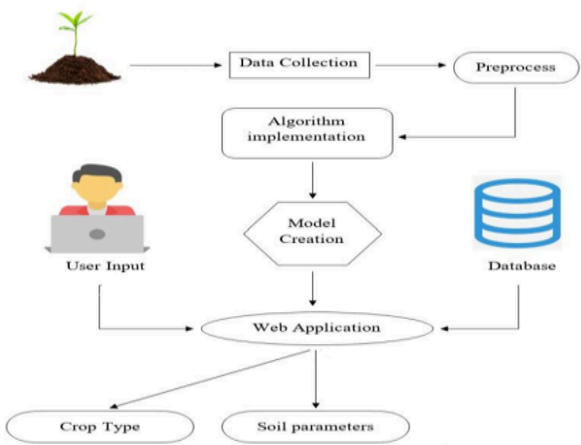 Data Collection
Preprocess
Algorithm
implementation
Model
Creation
User Input
Database
Web Application
Crop Type
Soil parameters